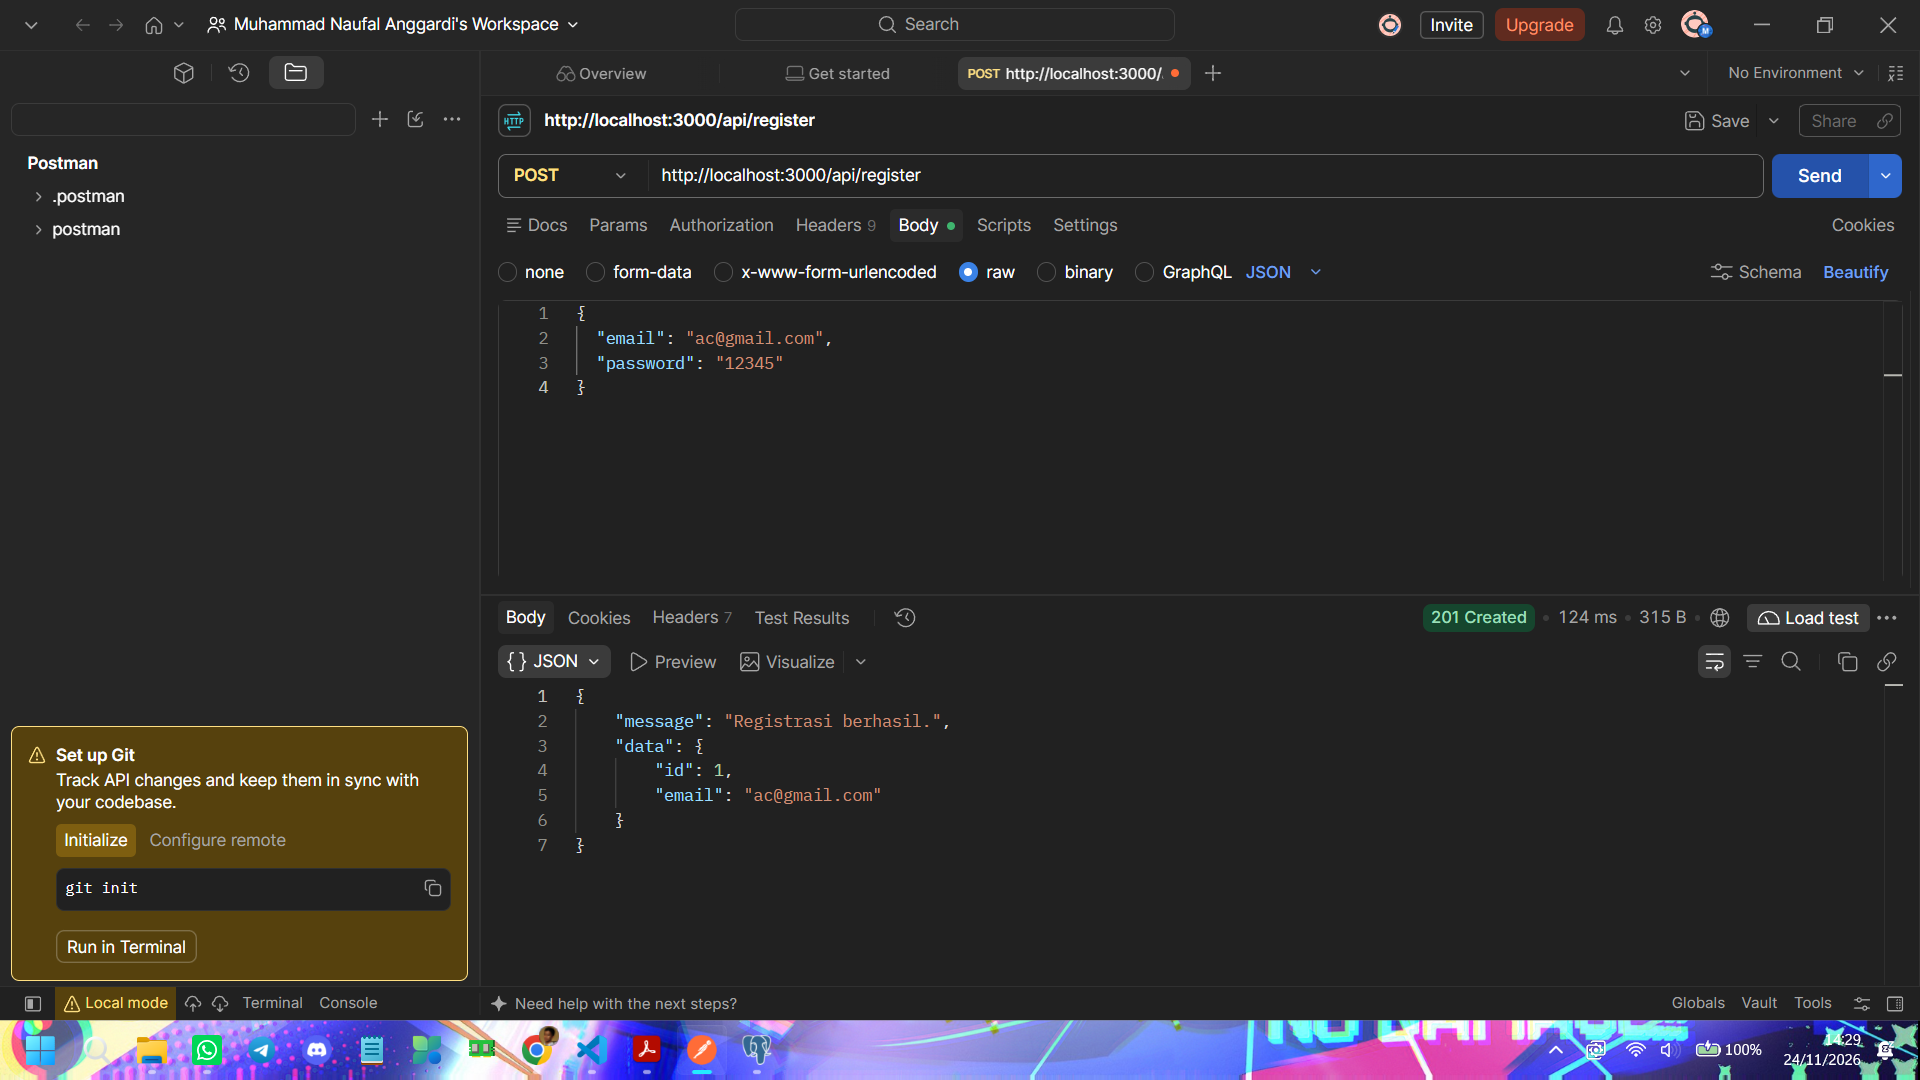 Muhammad Naufal Anggardi's Workspace
Search
Invite
Upgrade
Overview
Get started
POST http://localhost:3000/
No Environment
HTTP
http://localhost:3000/api/register
Save
Share
POST
http://localhost:3000/api/register
Send
Postman
.postman
postman
Docs
Params
Authorization
Headers 9
Body
Scripts
Settings
Cookies
none
form-data
x-www-form-urlencoded
raw
binary
GraphQL
JSON
Schema
Beautify
1 {
2 "email": "ac@gmail.com",
3 "password": "12345"
4 }
Body
Cookies
Headers 7
Test Results
201 Created
124 ms
315 B
Load test
{} JSON
Preview
Visualize
1 {
2 "message": "Registrasi berhasil.",
3 "data": {
4 "id": 1,
5 "email": "ac@gmail.com"
6 }
7 }
Set up Git
Track API changes and keep them in sync with
your codebase.
Initialize
Configure remote
git init
Run in Terminal
Local mode
Terminal
Console
Need help with the next steps?
Globals
Vault
Tools
100%
14:29
24/11/2026